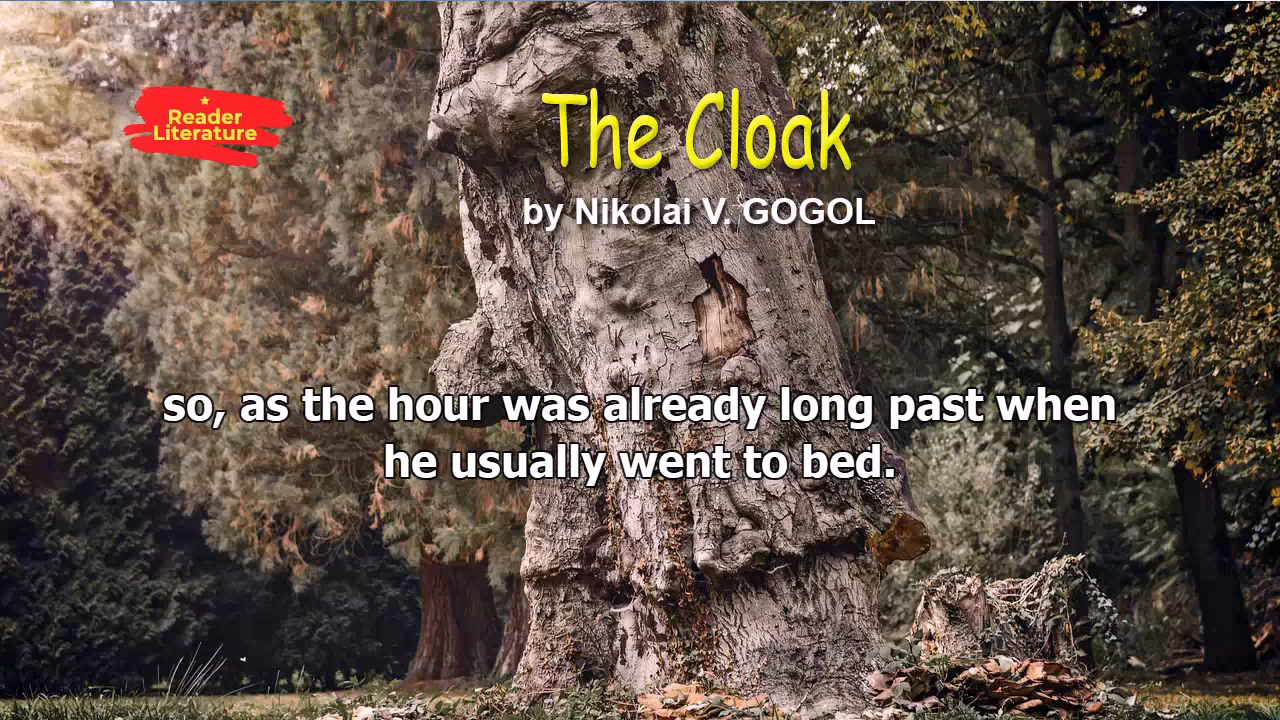 Reader
Literature
The Cloak
by Nikolai V. GOGOL
so, as the hour was already long past when
he usually went to bed.